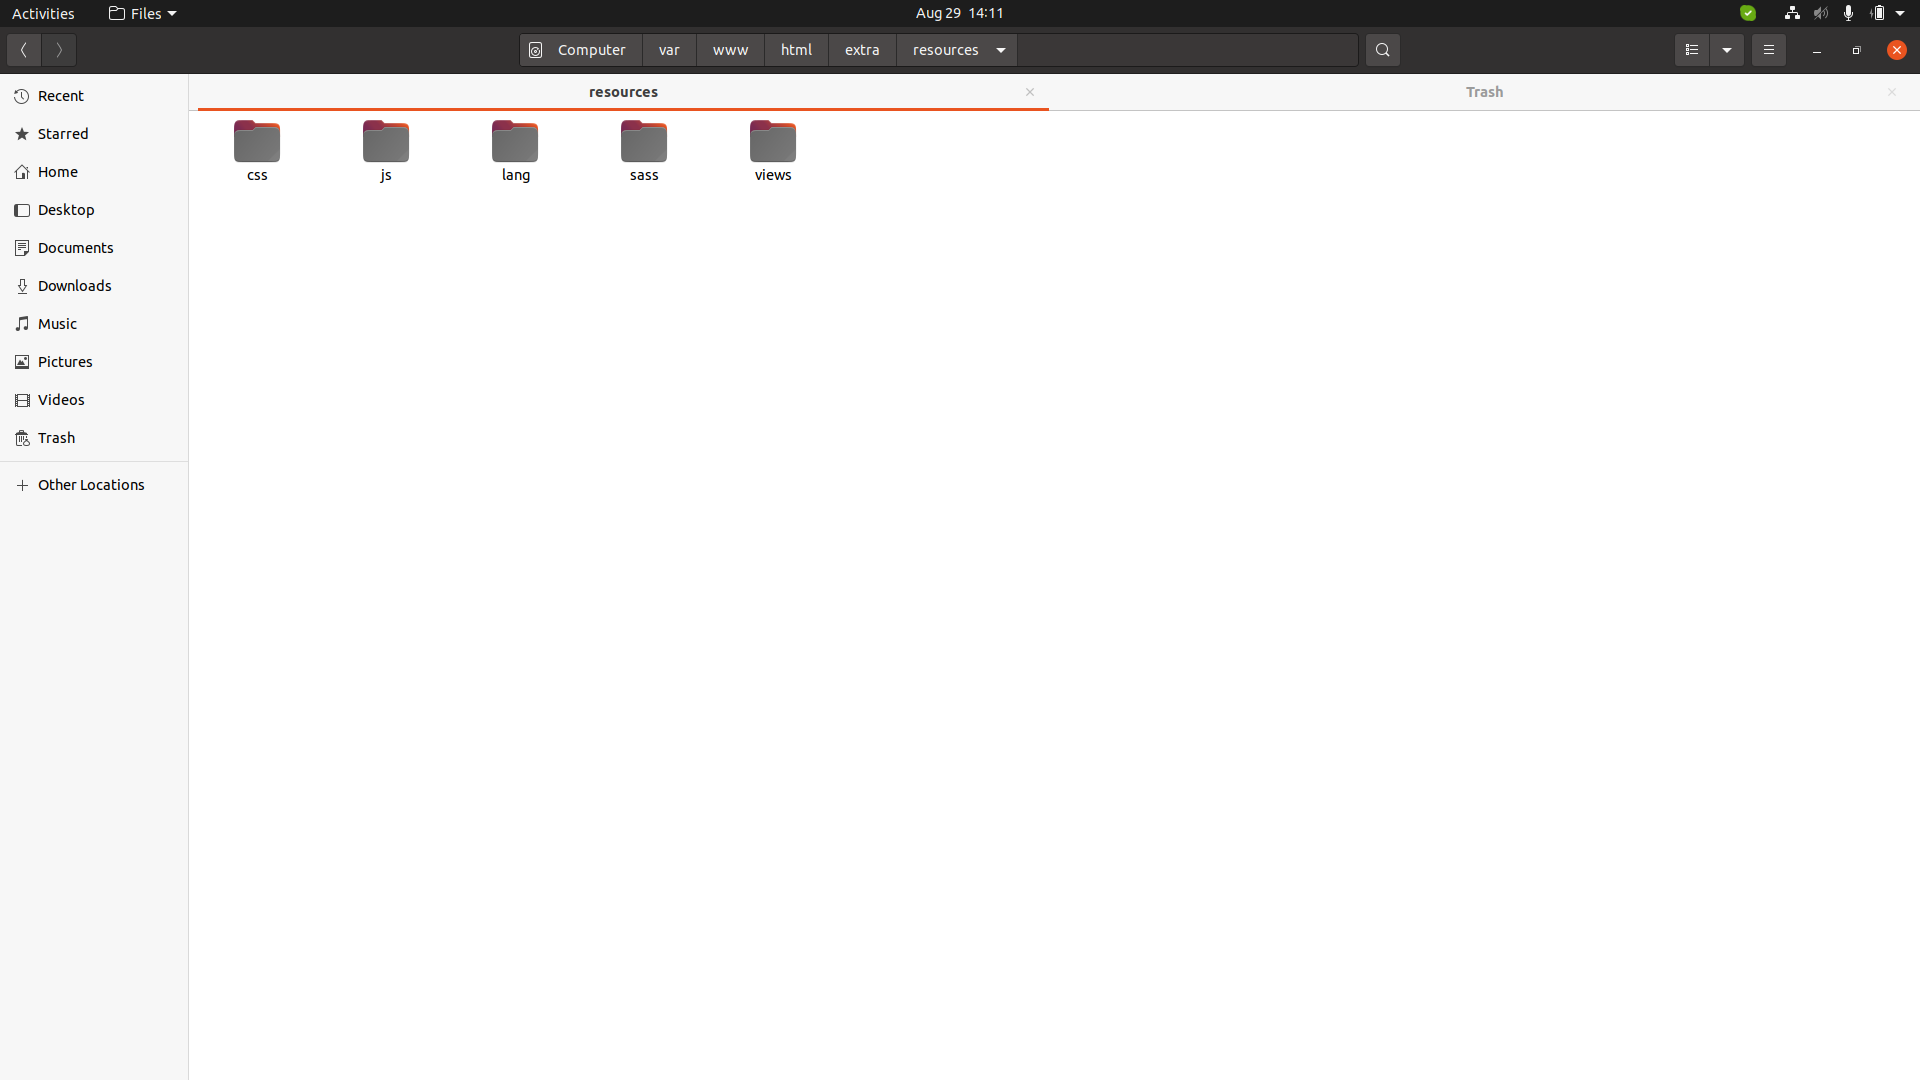 Activities Files Aug 29 14:11
Computer var www html extra resources
resources Trash
Recent
Starred
Home
Desktop
Documents
Downloads
Music
Pictures
Videos
Trash
Other Locations
css js lang sass views